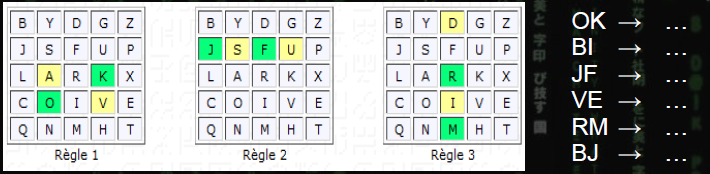 B Y D G Z
J S F U P
L A R K X
C O I V E
Q N M H T
Règle 1
B Y D G Z
J S F U P
L A R K X
C O I V E
Q N M H T
Règle 2
B Y D G Z
J S F U P
L A R K X
C O I V E
Q N M H T
Règle 3
OK → ...
BI → ...
JF → ...
VE → ...
RM → ...
BJ → ...